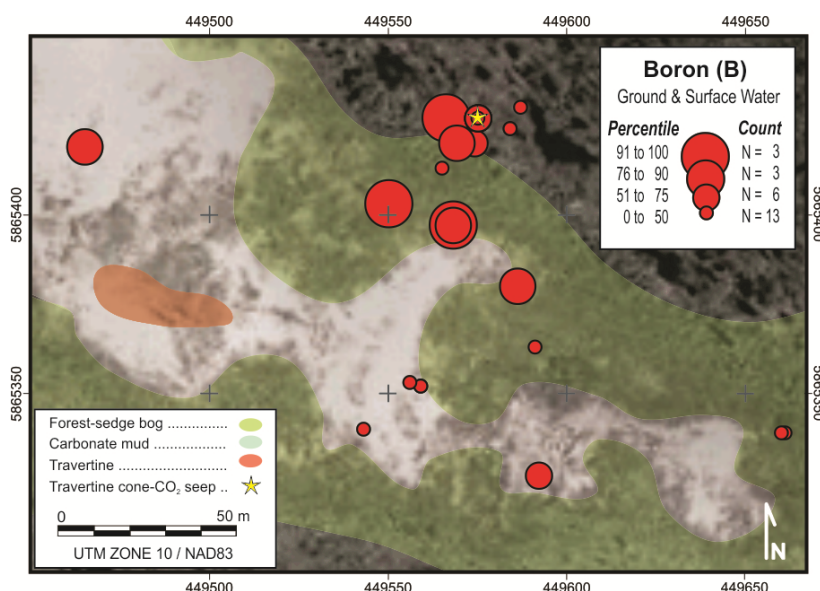 449500 449550 449600 449650
Boron (B)
Ground & Surface Water
Percentile Count
91 to 100 N = 3
76 to 90 N = 3
51 to 75 N = 6
0 to 50 N = 13
5865400 5865400
5865350 5865350
Forest-sedge bog ..............
Carbonate mud ..................
Travertine ...........................
Travertine cone-CO₂ seep ..
0 50 m
UTM ZONE 10 / NAD83
N
449500 449550 449600 449650